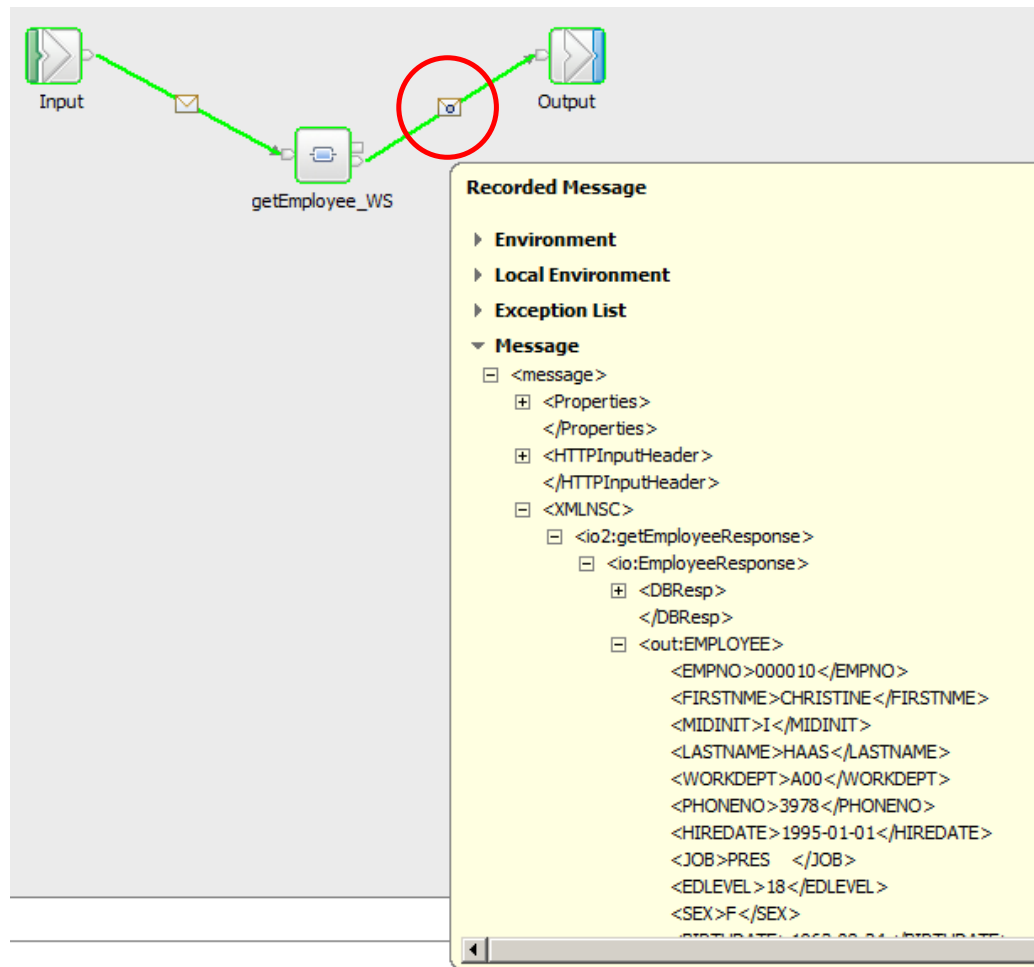 Input
Output
getEmployee_WS
Recorded Message
Environment
Local Environment
Exception List
Message
<message>
<Properties>
</Properties>
<HTTPInputHeader>
</HTTPInputHeader>
<XMLNSC>
<io2:getEmployeeResponse>
<io:EmployeeResponse>
<DBResp>
</DBResp>
<out:EMPLOYEE>
<EMPNO>000010</EMPNO>
<FIRSTNME>CHRISTINE</FIRSTNME>
<MIDINIT>I</MIDINIT>
<LASTNAME>HAAS</LASTNAME>
<WORKDEPT>A00</WORKDEPT>
<PHONENO>3978</PHONENO>
<HIREDATE>1995-01-01</HIREDATE>
<JOB>PRES   </JOB>
<EDLEVEL>18</EDLEVEL>
<SEX>F</SEX>